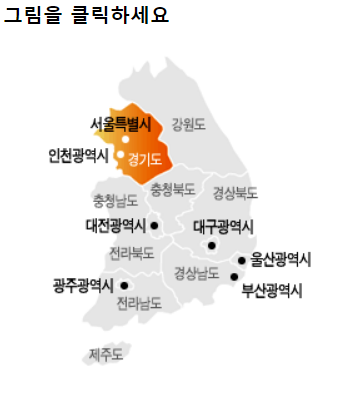 그림을 클릭하세요
서울특별시
강원도
인천광역시
경기도
충청북도
충청남도
경상북도
대전광역시
대구광역시
전라북도
울산광역시
경상남도
광주광역시
부산광역시
전라남도
제주도